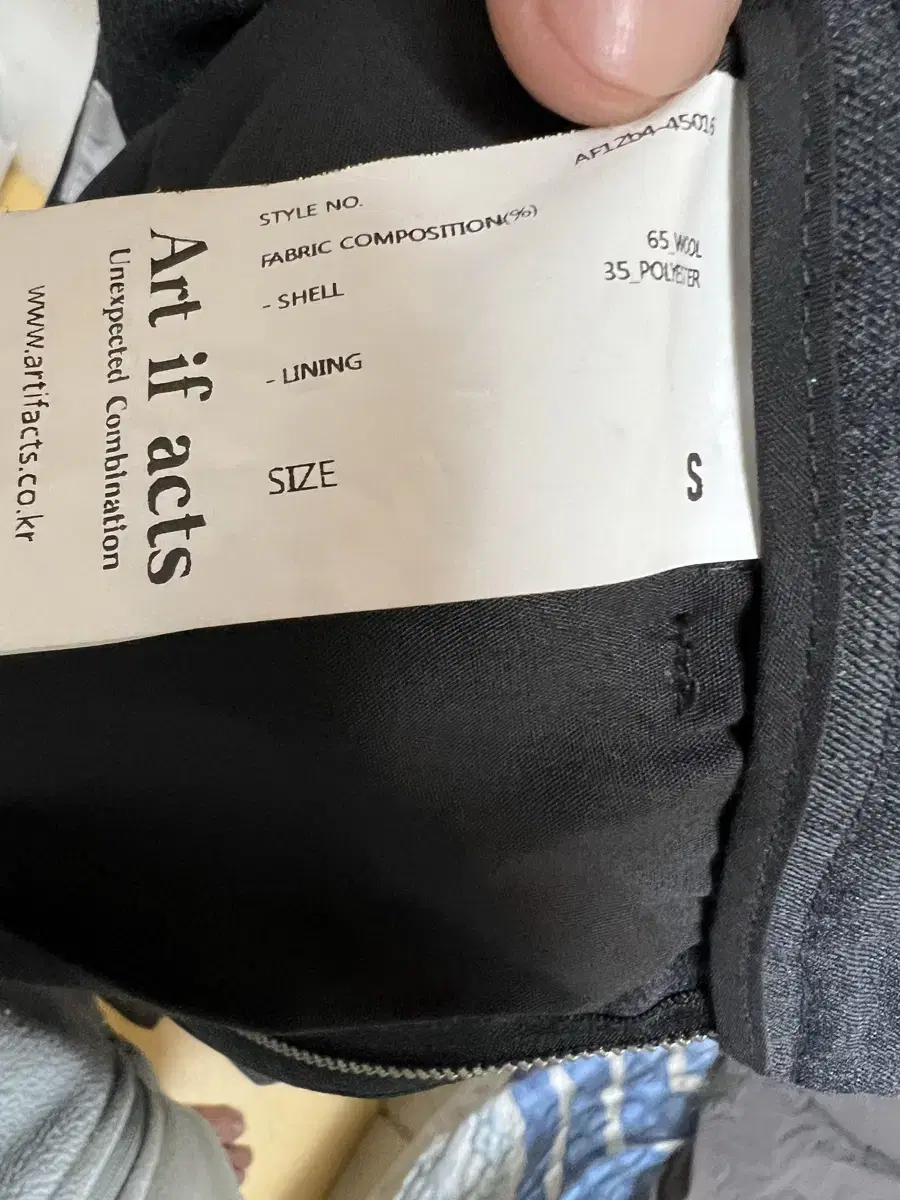 Art if acts
Unexpected Combination
www.artifacts.co.kr
STYLE NO. AF12b4-45016
FABRIC COMPOSITION(%)
- SHELL 65_WOOL
35_POLYESTER
- LINING
SIZE S